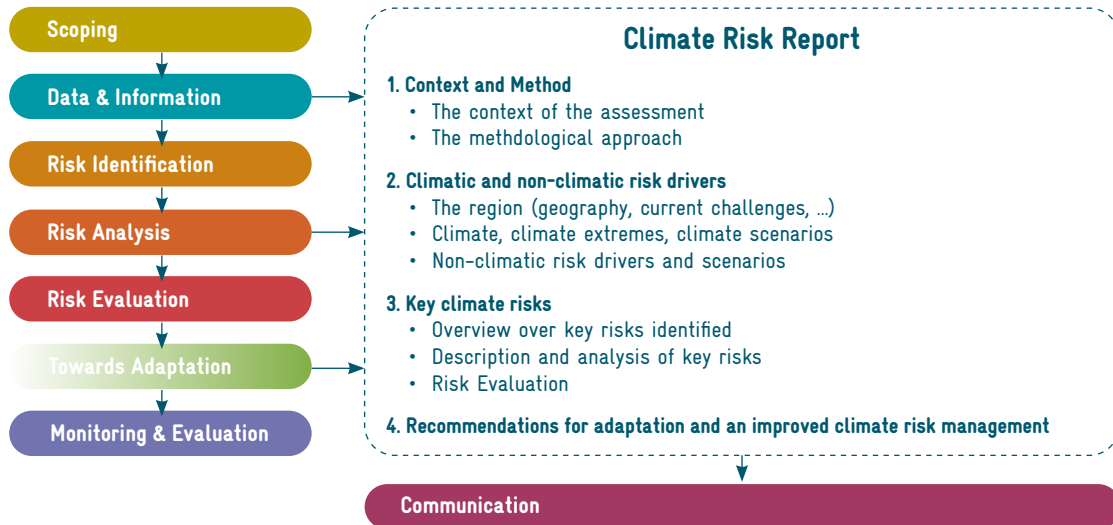 Scoping
Data & Information
Risk Identification
Risk Analysis
Risk Evaluation
Towards Adaptation
Monitoring & Evaluation
Climate Risk Report
1. Context and Method
• The context of the assessment
• The methdological approach
2. Climatic and non-climatic risk drivers
• The region (geography, current challenges, ...)
• Climate, climate extremes, climate scenarios
• Non-climatic risk drivers and scenarios
3. Key climate risks
• Overview over key risks identified
• Description and analysis of key risks
• Risk Evaluation
4. Recommendations for adaptation and an improved climate risk management
Communication